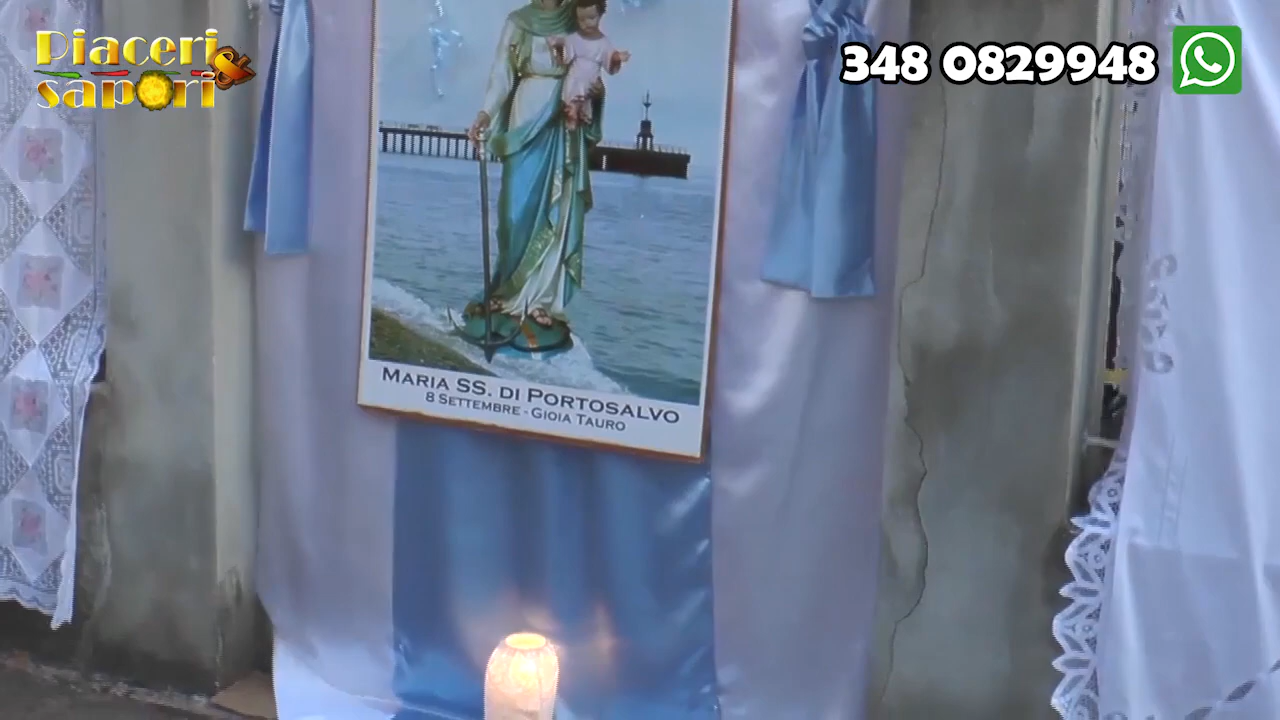 Piaceri &
sapori
348 0829948
MARIA SS. DI PORTOSALVO
8 SETTEMBRE - GIOIA TAURO